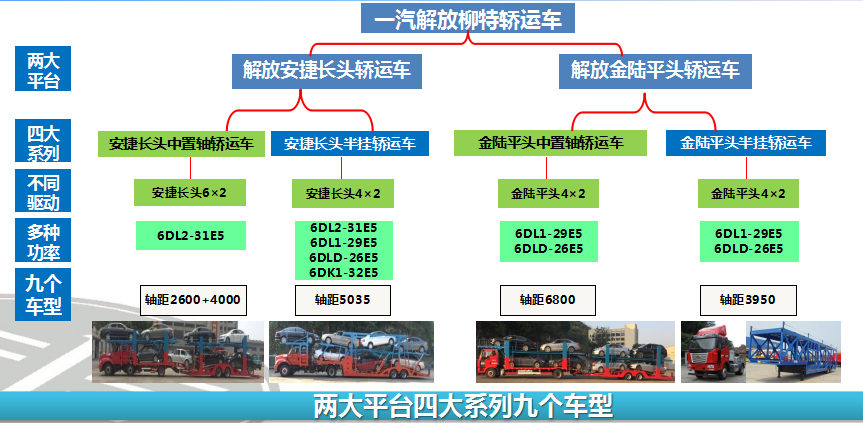 一汽解放柳特轿运车
两大
平台
解放安捷长头轿运车
解放金陆平头轿运车
四大
系列
安捷长头中置轴轿运车
安捷长头半挂轿运车
金陆平头中置轴轿运车
金陆平头半挂轿运车
不同
驱动
安捷长头6×2
安捷长头4×2
金陆平头4×2
金陆平头4×2
多种
功率
6DL2-31E5
6DL2-31E5
6DL1-29E5
6DLD-26E5
6DK1-32E5
6DL1-29E5
6DLD-26E5
6DL1-29E5
6DLD-26E5
九个
车型
轴距2600+4000
轴距5035
轴距6800
轴距3950
两大平台四大系列九个车型